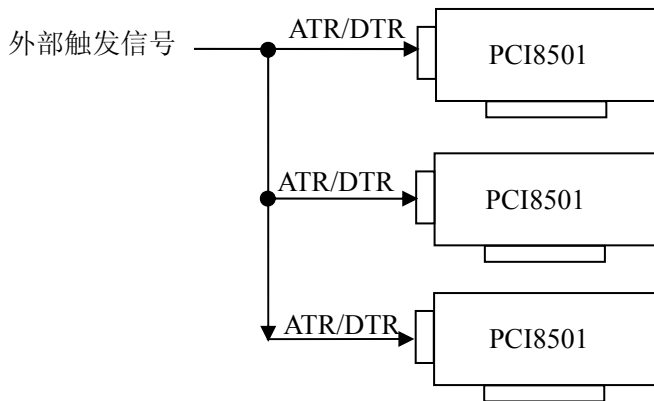 外部触发信号
ATR/DTR
PCI8501
ATR/DTR
PCI8501
ATR/DTR
PCI8501